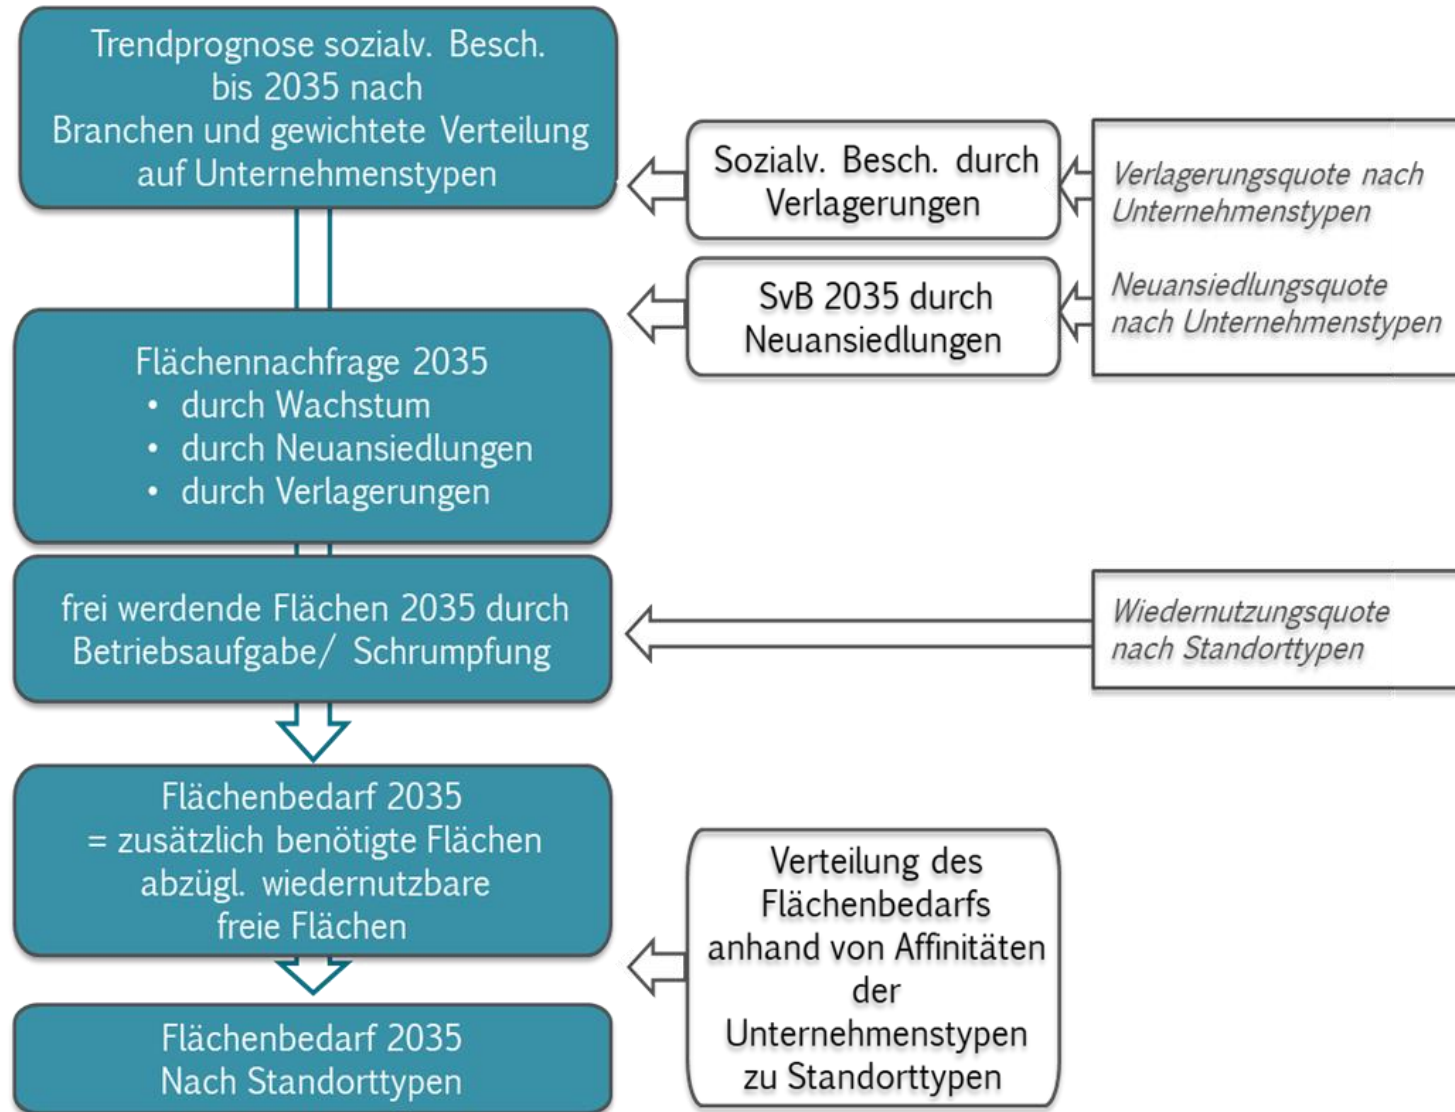 Trendprognose sozialv. Besch.
bis 2035 nach
Branchen und gewichtete Verteilung
auf Unternehmenstypen
Sozialv. Besch. durch
Verlagerungen
Verlagerungsquote nach
Unternehmenstypen
SvB 2035 durch
Neuansiedlungen
Neuansiedlungsquote
nach Unternehmenstypen
Flächennachfrage 2035
• durch Wachstum
• durch Neuansiedlungen
• durch Verlagerungen
frei werdende Flächen 2035 durch
Betriebsaufgabe/ Schrumpfung
Wiedernutzungsquote
nach Standorttypen
Flächenbedarf 2035
= zusätzlich benötigte Flächen
abzügl. wiedernutzbare
freie Flächen
Verteilung des
Flächenbedarfs
anhand von Affinitäten
der
Unternehmenstypen
zu Standorttypen
Flächenbedarf 2035
Nach Standorttypen